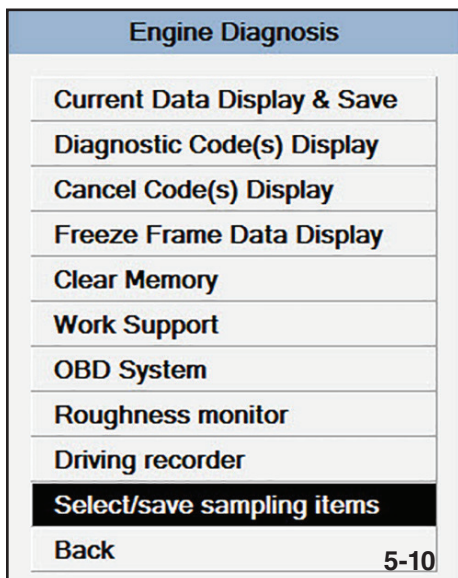 Engine Diagnosis
Current Data Display & Save
Diagnostic Code(s) Display
Cancel Code(s) Display
Freeze Frame Data Display
Clear Memory
Work Support
OBD System
Roughness monitor
Driving recorder
Select/save sampling items
Back
5-10